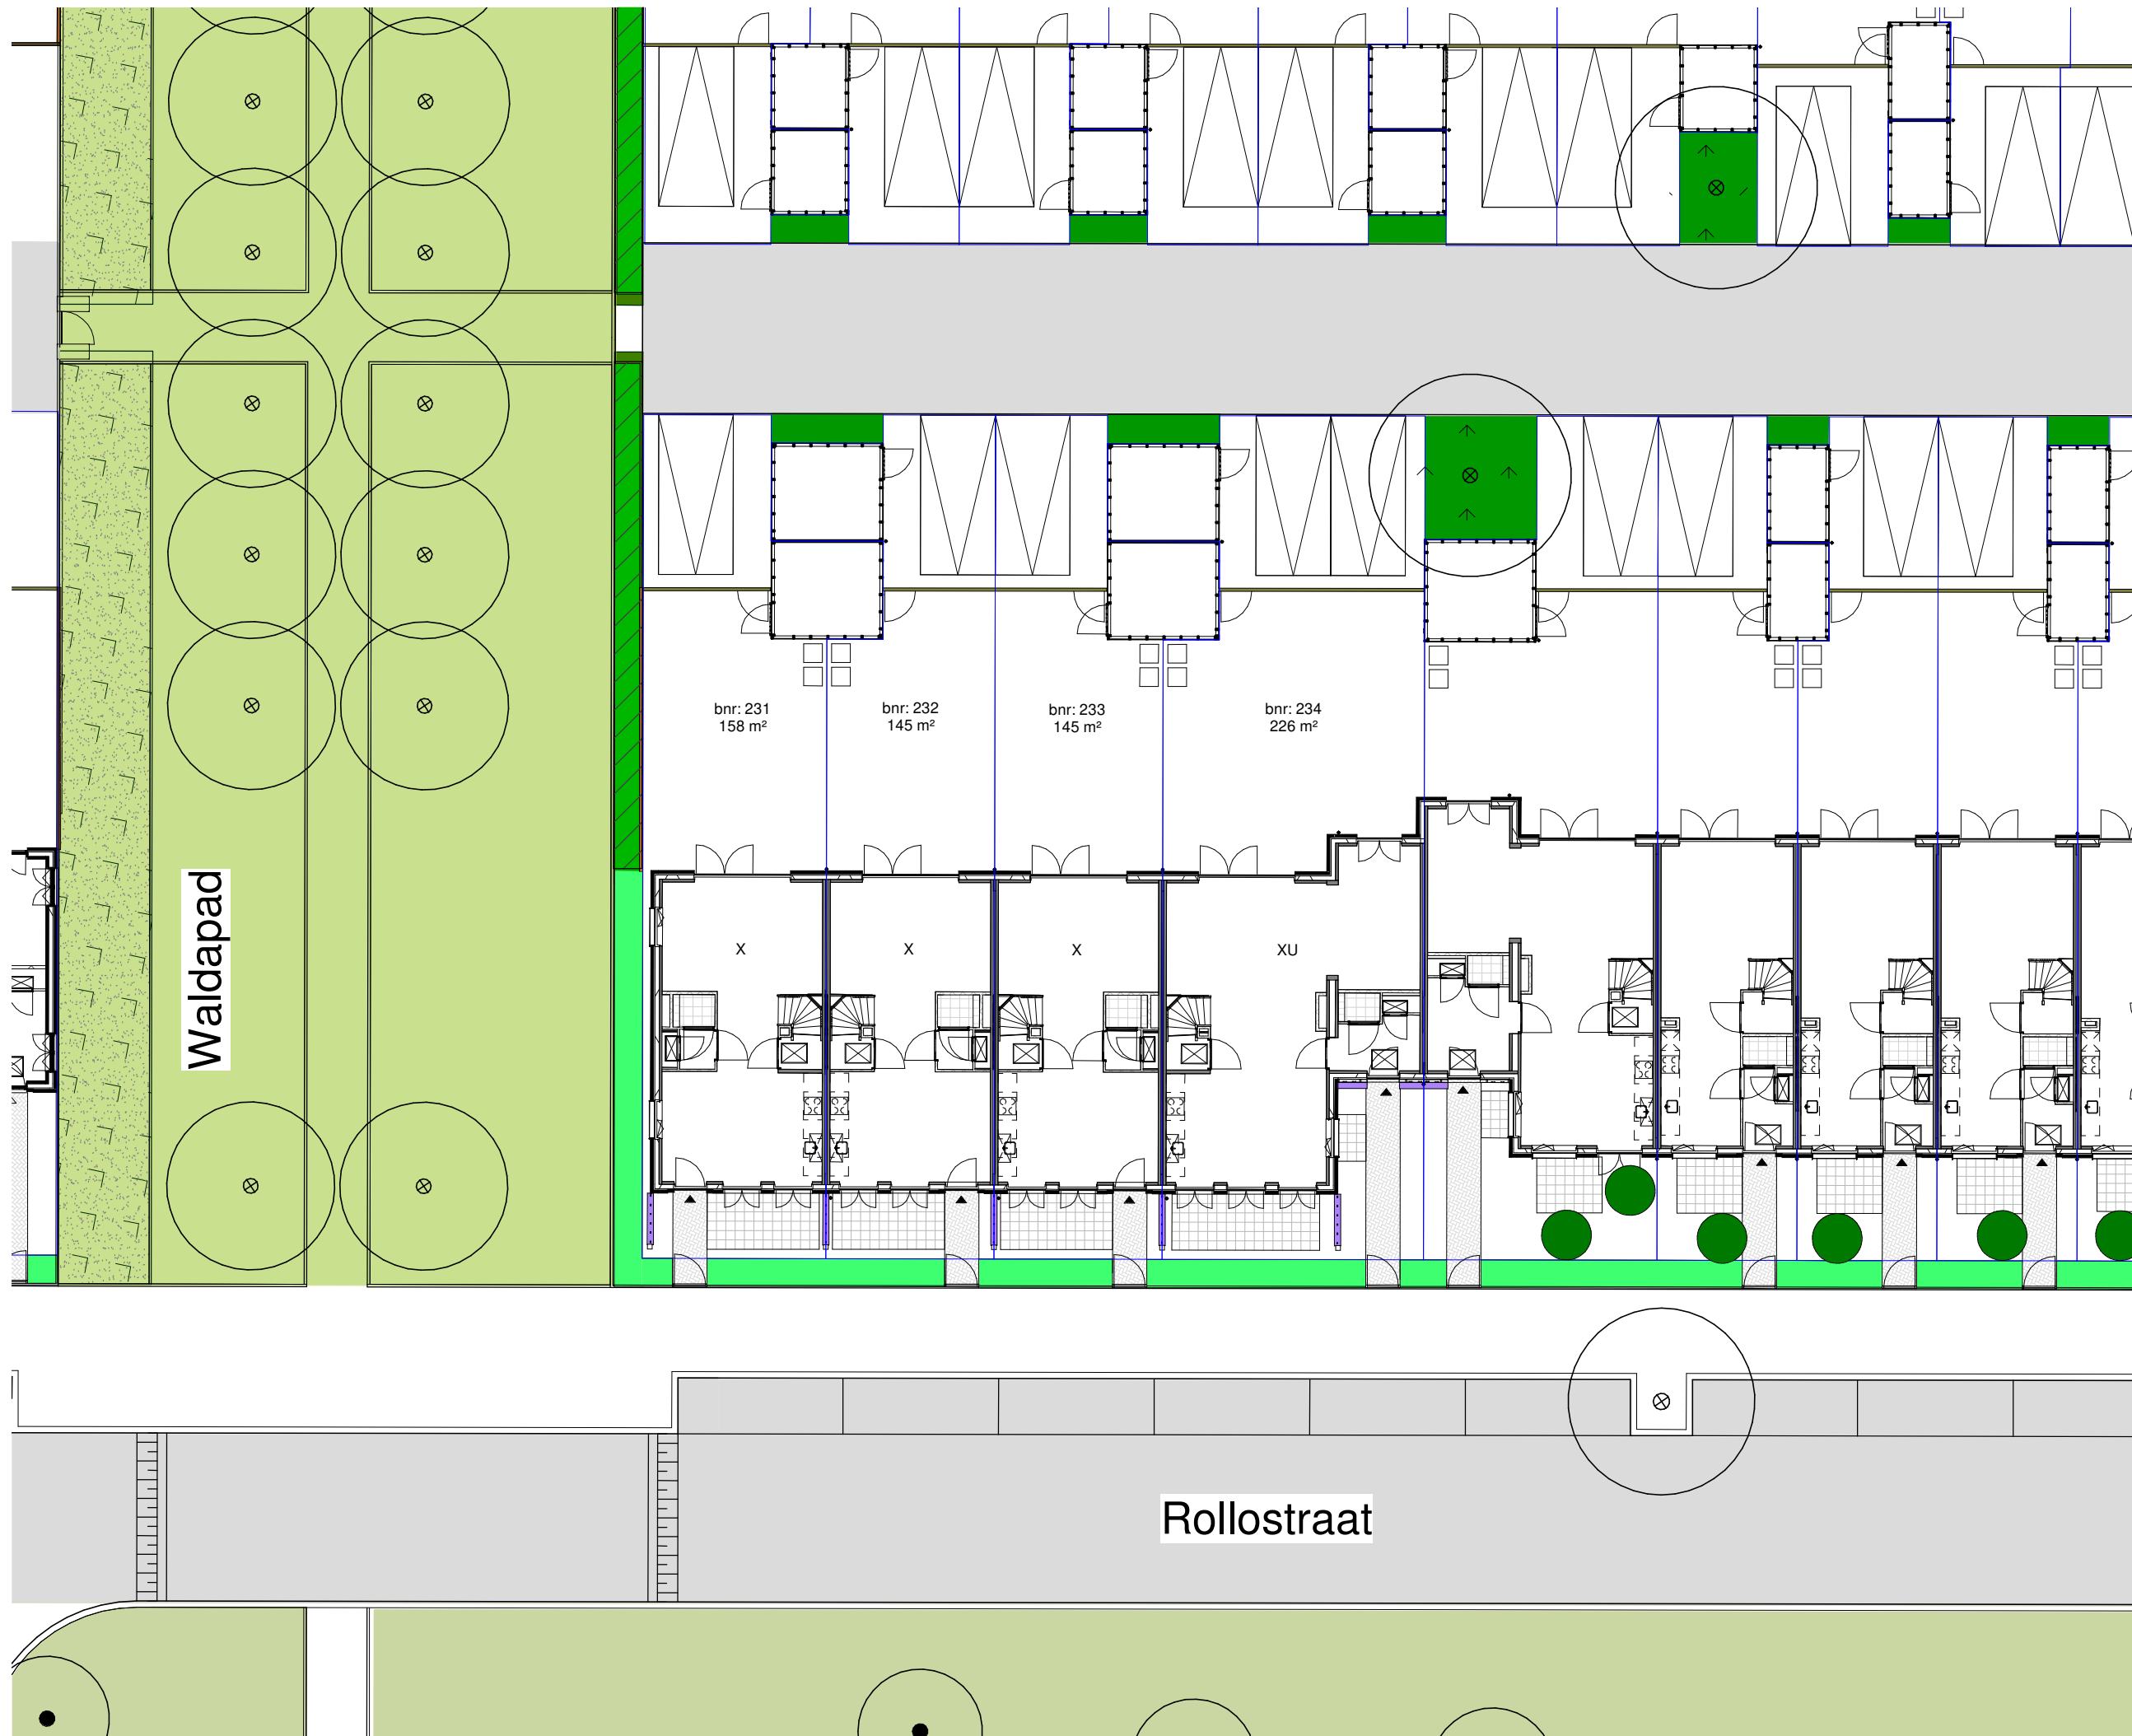 bnr: 231
158 m²
bnr: 232
145 m²
bnr: 233
145 m²
bnr: 234
226 m²
Waldapad
X
X
X
XU
Rollostraat